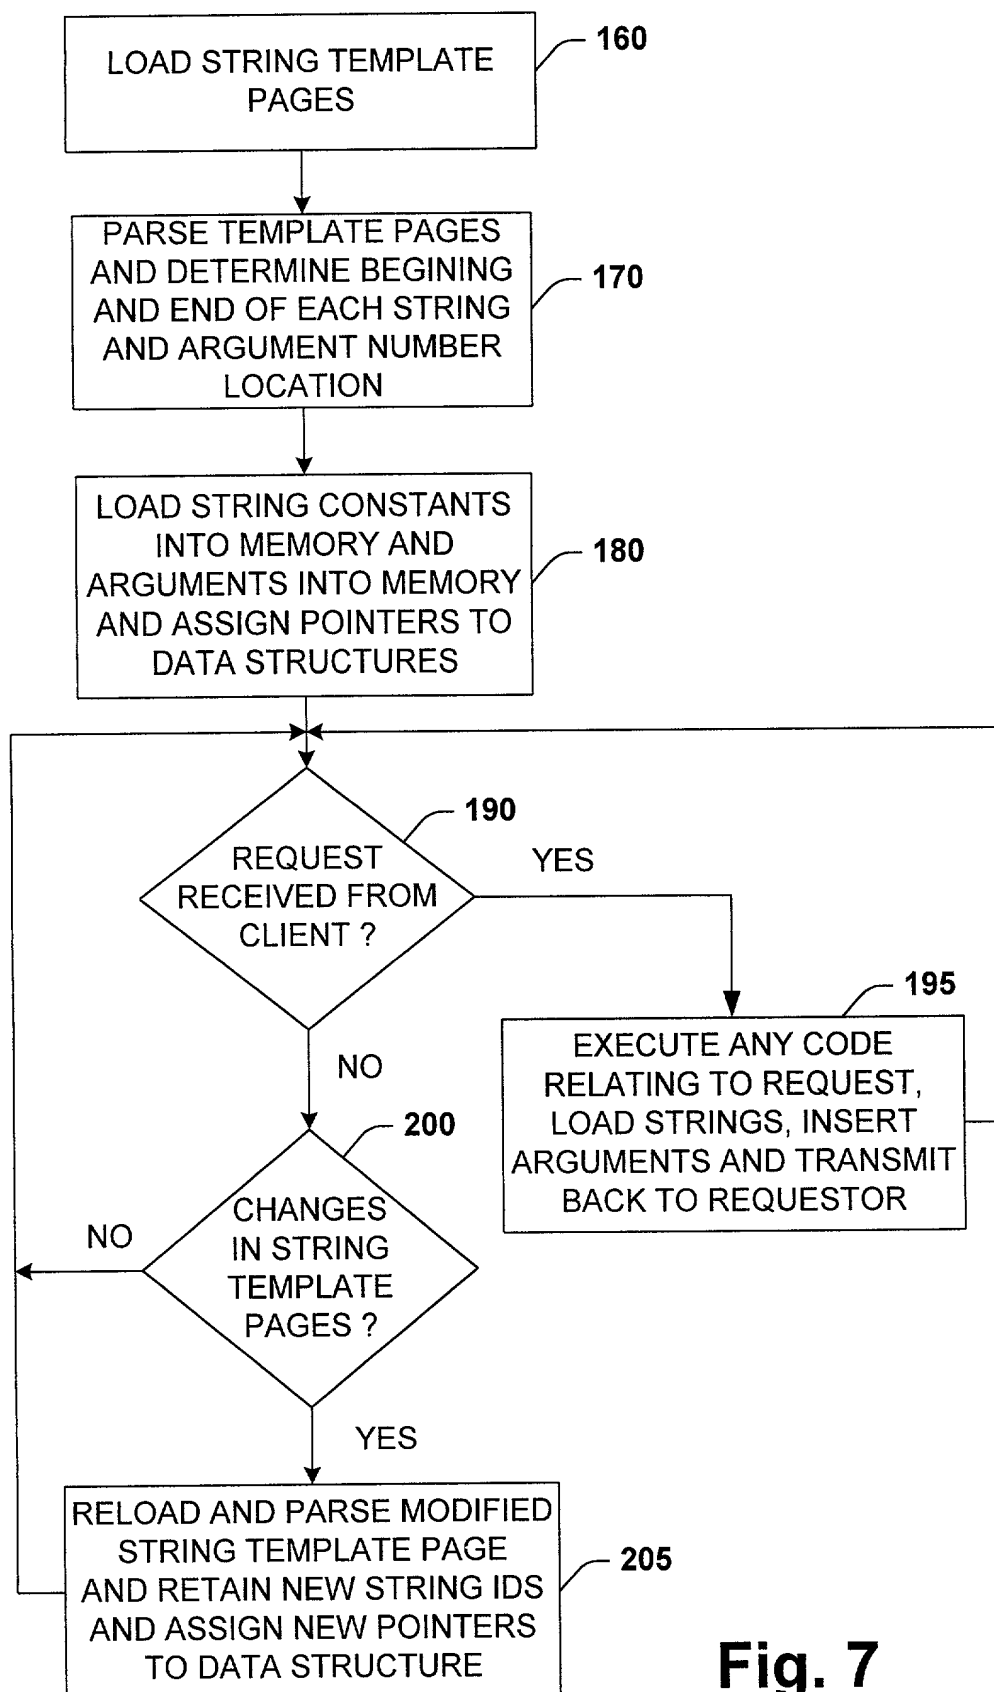 LOAD STRING TEMPLATE
PAGES
160
PARSE TEMPLATE PAGES
AND DETERMINE BEGINING
AND END OF EACH STRING
AND ARGUMENT NUMBER
LOCATION
170
LOAD STRING CONSTANTS
INTO MEMORY AND
ARGUMENTS INTO MEMORY
AND ASSIGN POINTERS TO
DATA STRUCTURES
180
REQUEST
RECEIVED FROM
CLIENT ?
190
YES
EXECUTE ANY CODE
RELATING TO REQUEST,
LOAD STRINGS, INSERT
ARGUMENTS AND TRANSMIT
BACK TO REQUESTOR
195
NO
CHANGES
IN STRING
TEMPLATE
PAGES ?
200
NO
YES
RELOAD AND PARSE MODIFIED
STRING TEMPLATE PAGE
AND RETAIN NEW STRING IDS
AND ASSIGN NEW POINTERS
TO DATA STRUCTURE
205
Fig. 7